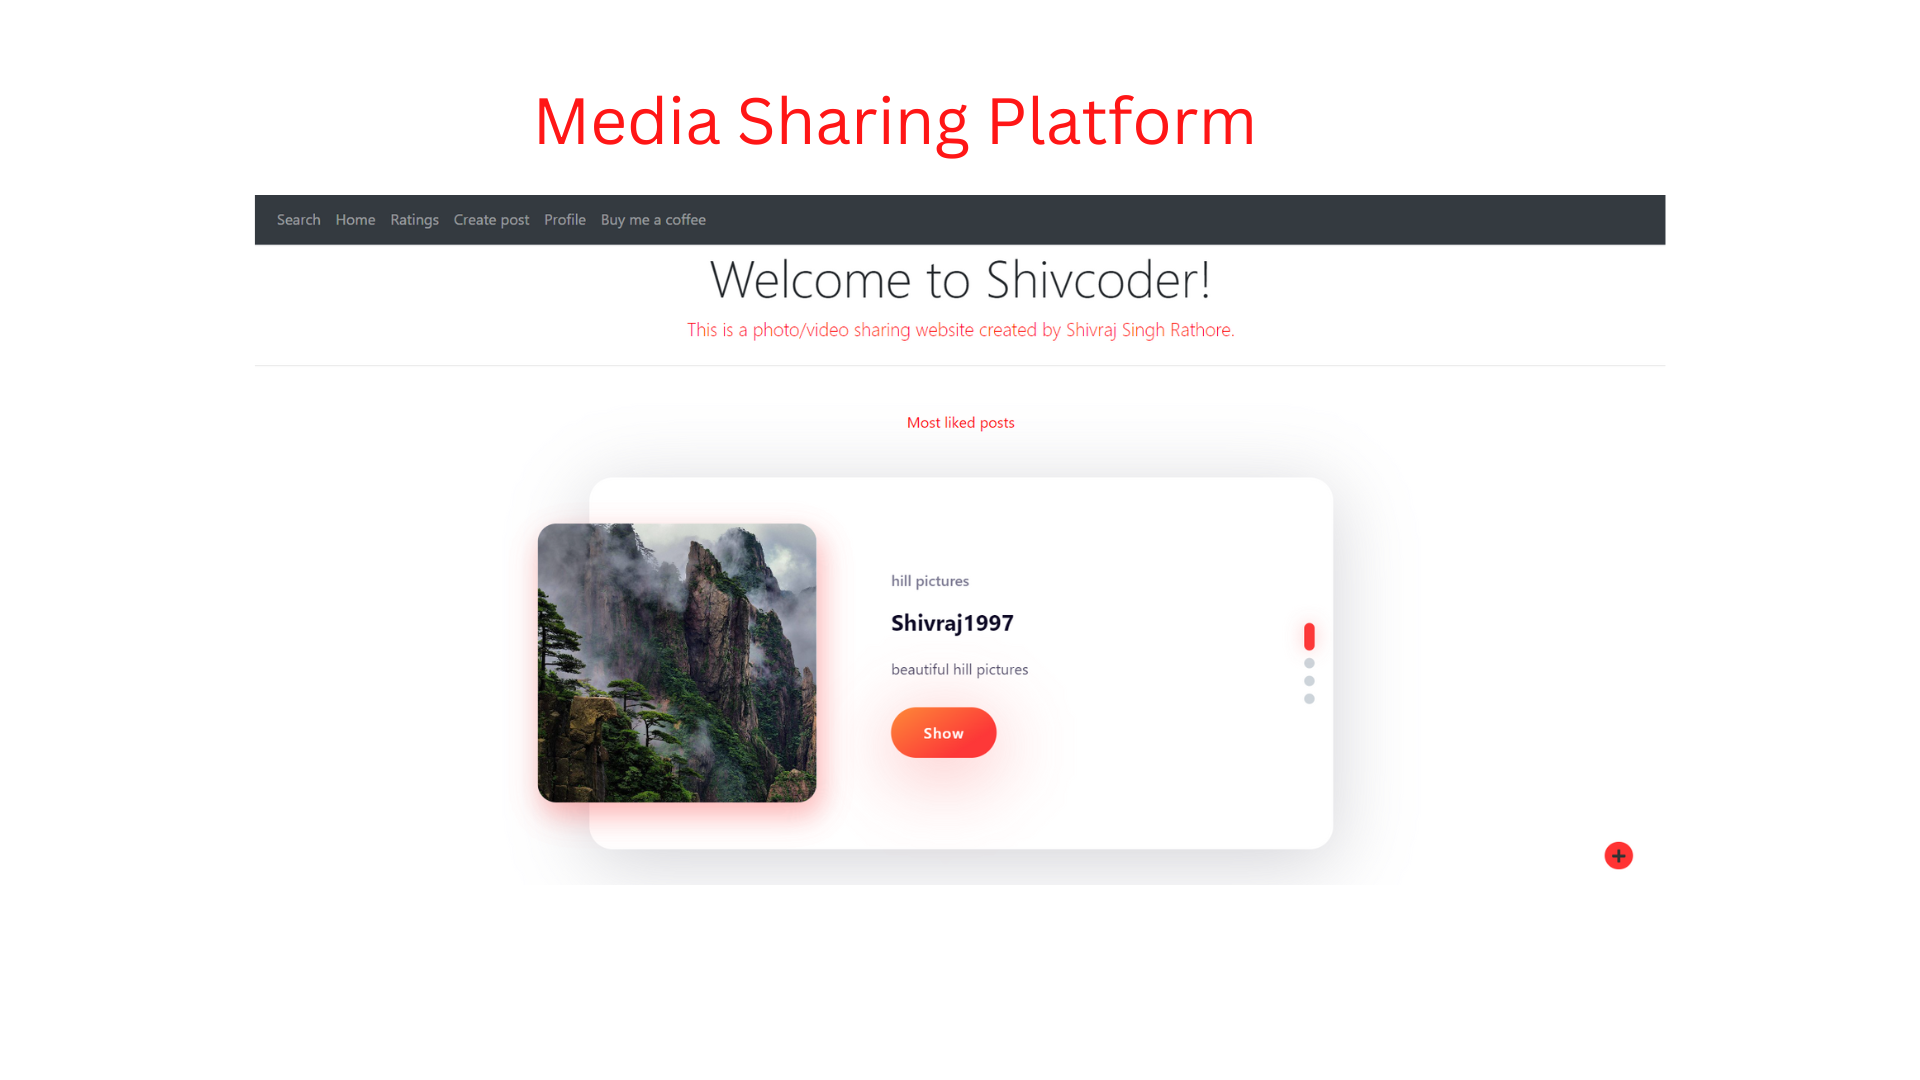 Media Sharing Platform
Search Home Ratings Create post Profile Buy me a coffee
Welcome to Shivcoder!
This is a photo/video sharing website created by Shivraj Singh Rathore.
Most liked posts
hill pictures
Shivraj1997
beautiful hill pictures
Show